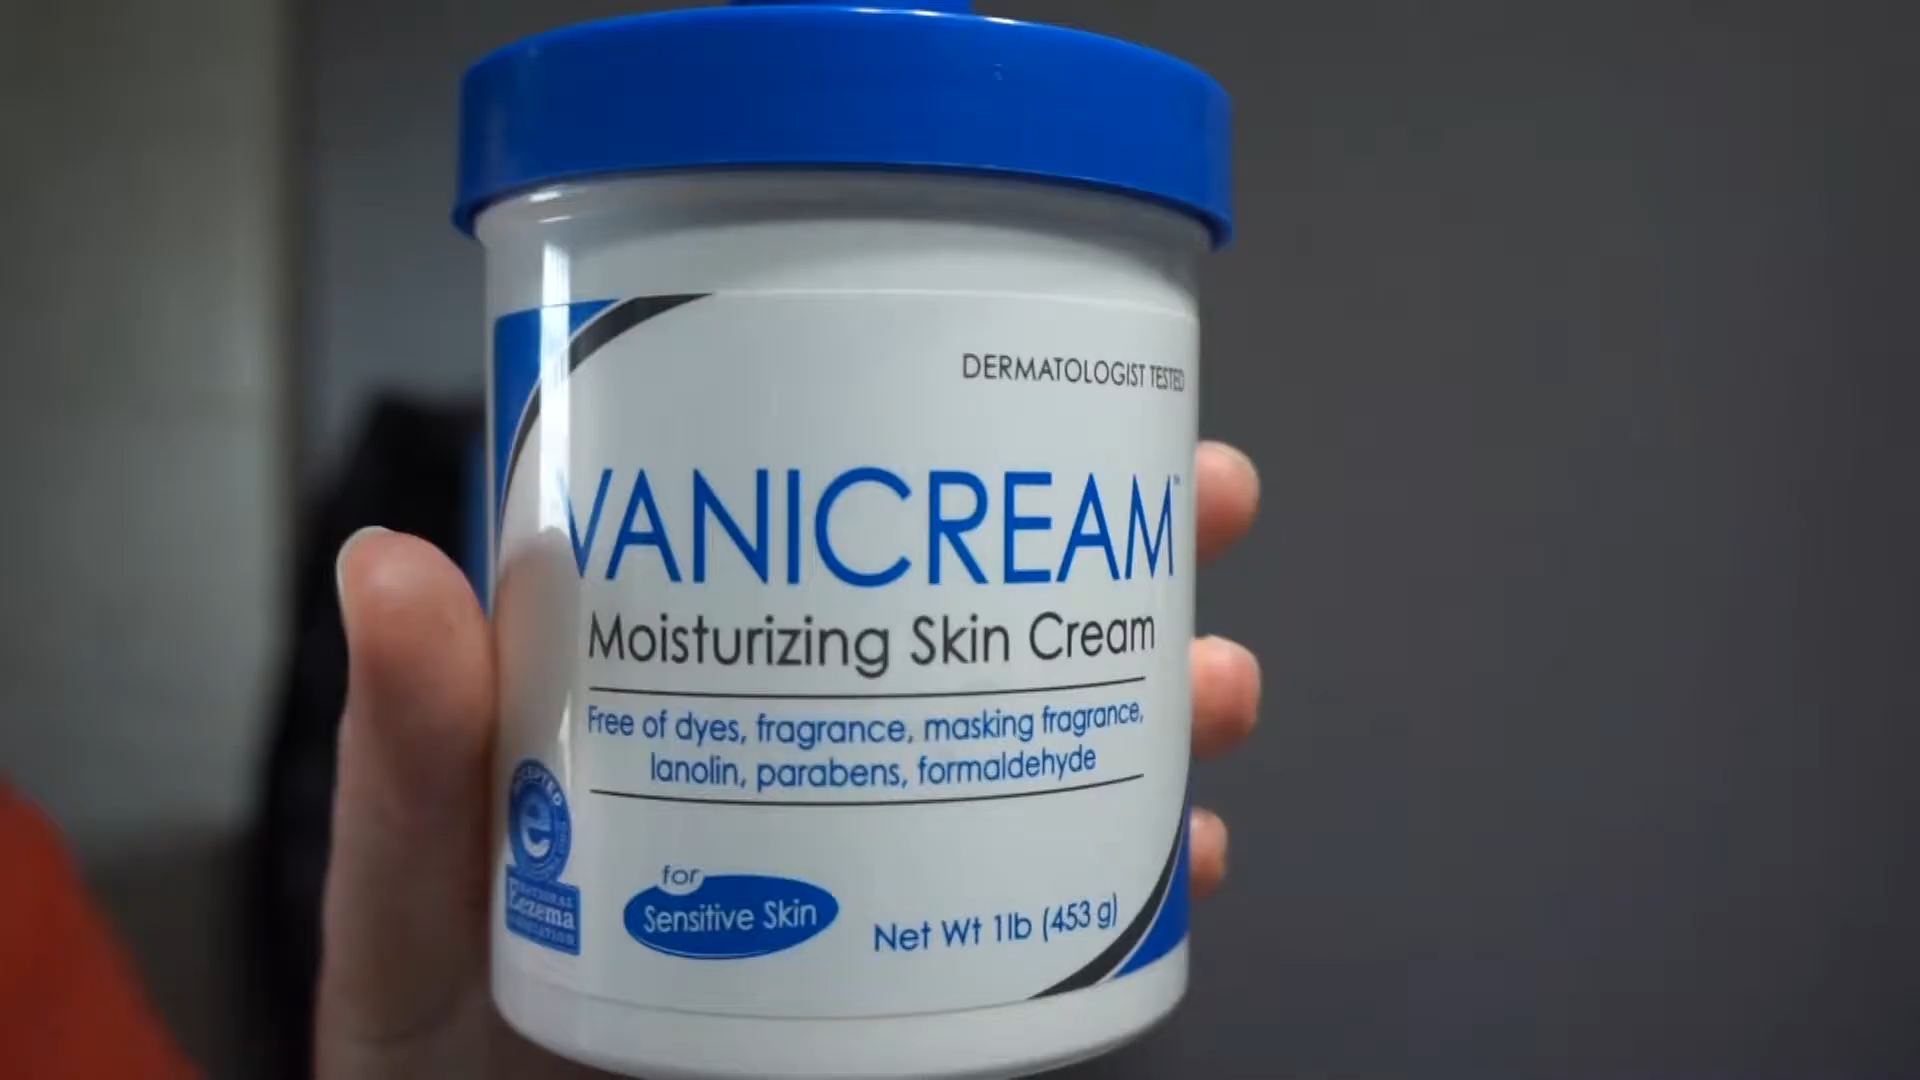 DERMATOLOGIST TESTED
VANICREAM™
Moisturizing Skin Cream
Free of dyes, fragrance, masking fragrance,
lanolin, parabens, formaldehyde
for
Sensitive Skin
Net Wt 1lb (453 g)
Eczema